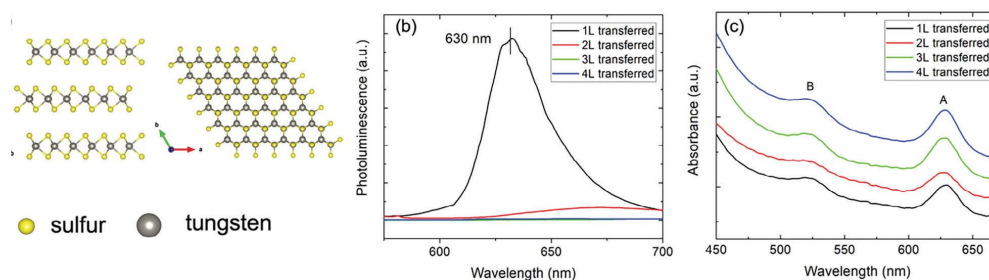 b
a
sulfur
tungsten
(b)
630 nm
1L transferred
2L transferred
3L transferred
4L transferred
Photoluminescence (a.u.)
600
650
700
Wavelength (nm)
(c)
1L transferred
2L transferred
3L transferred
4L transferred
B
A
Absorbance (a.u.)
450
500
550
600
650
Wavelength (nm)